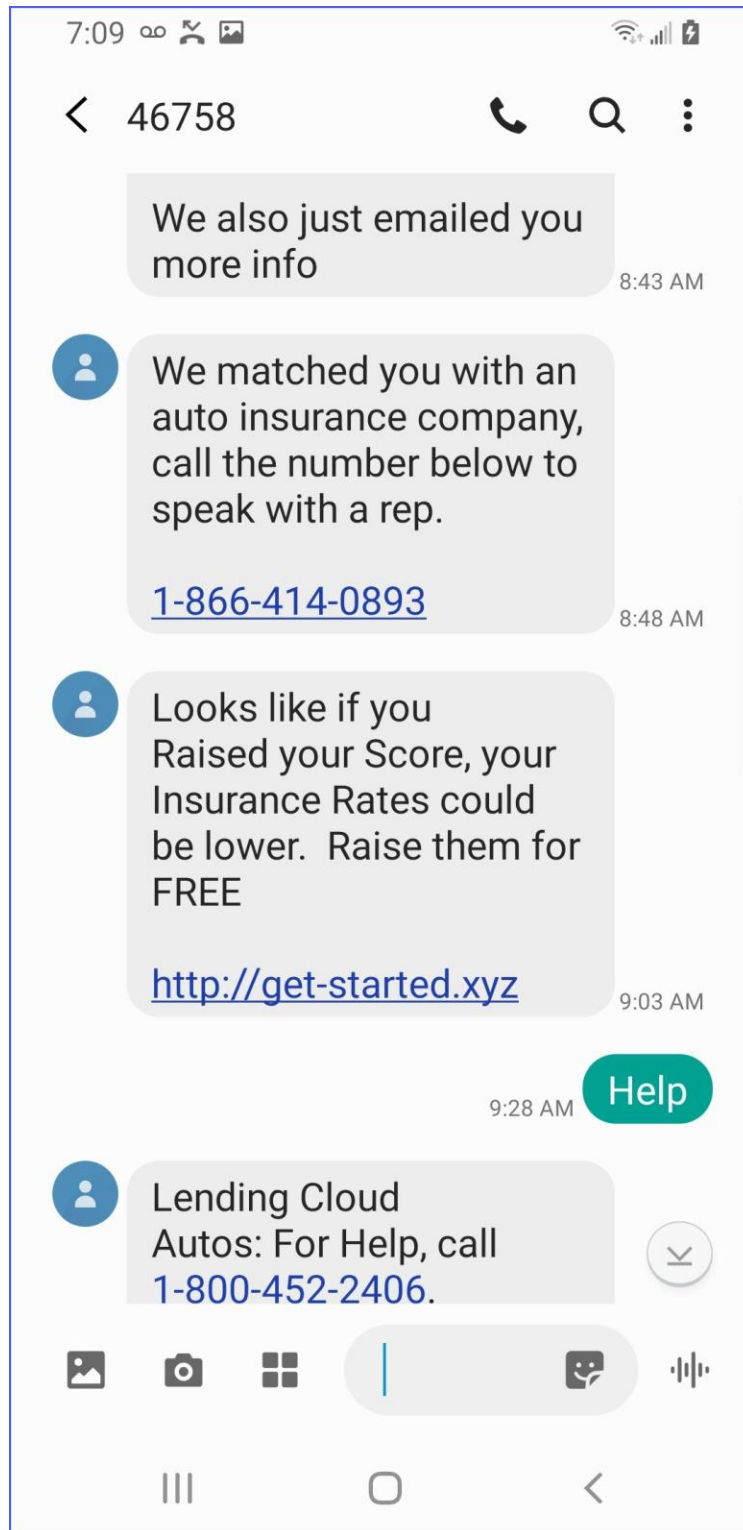 7:09
46758
We also just emailed you
more info
8:43 AM
We matched you with an
auto insurance company,
call the number below to
speak with a rep.
1-866-414-0893
8:48 AM
Looks like if you
Raised your Score, your
Insurance Rates could
be lower.  Raise them for
FREE
http://get-started.xyz
9:03 AM
9:28 AM Help
Lending Cloud
Autos: For Help, call
1-800-452-2406.